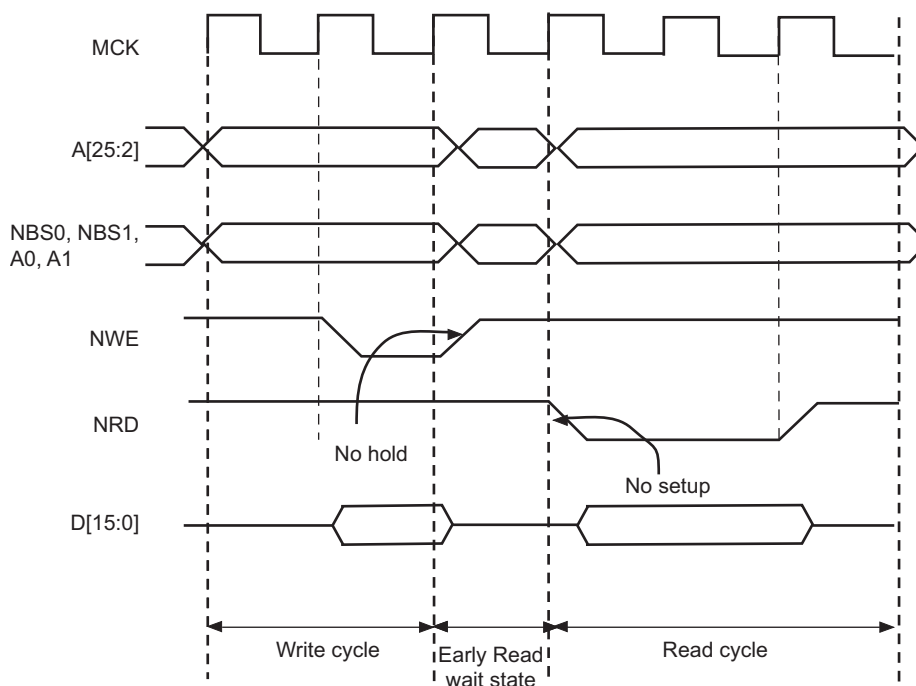 MCK
A[25:2]
NBS0, NBS1,
A0, A1
NWE
NRD
No hold
No setup
D[15:0]
Write cycle
Early Read
wait state
Read cycle